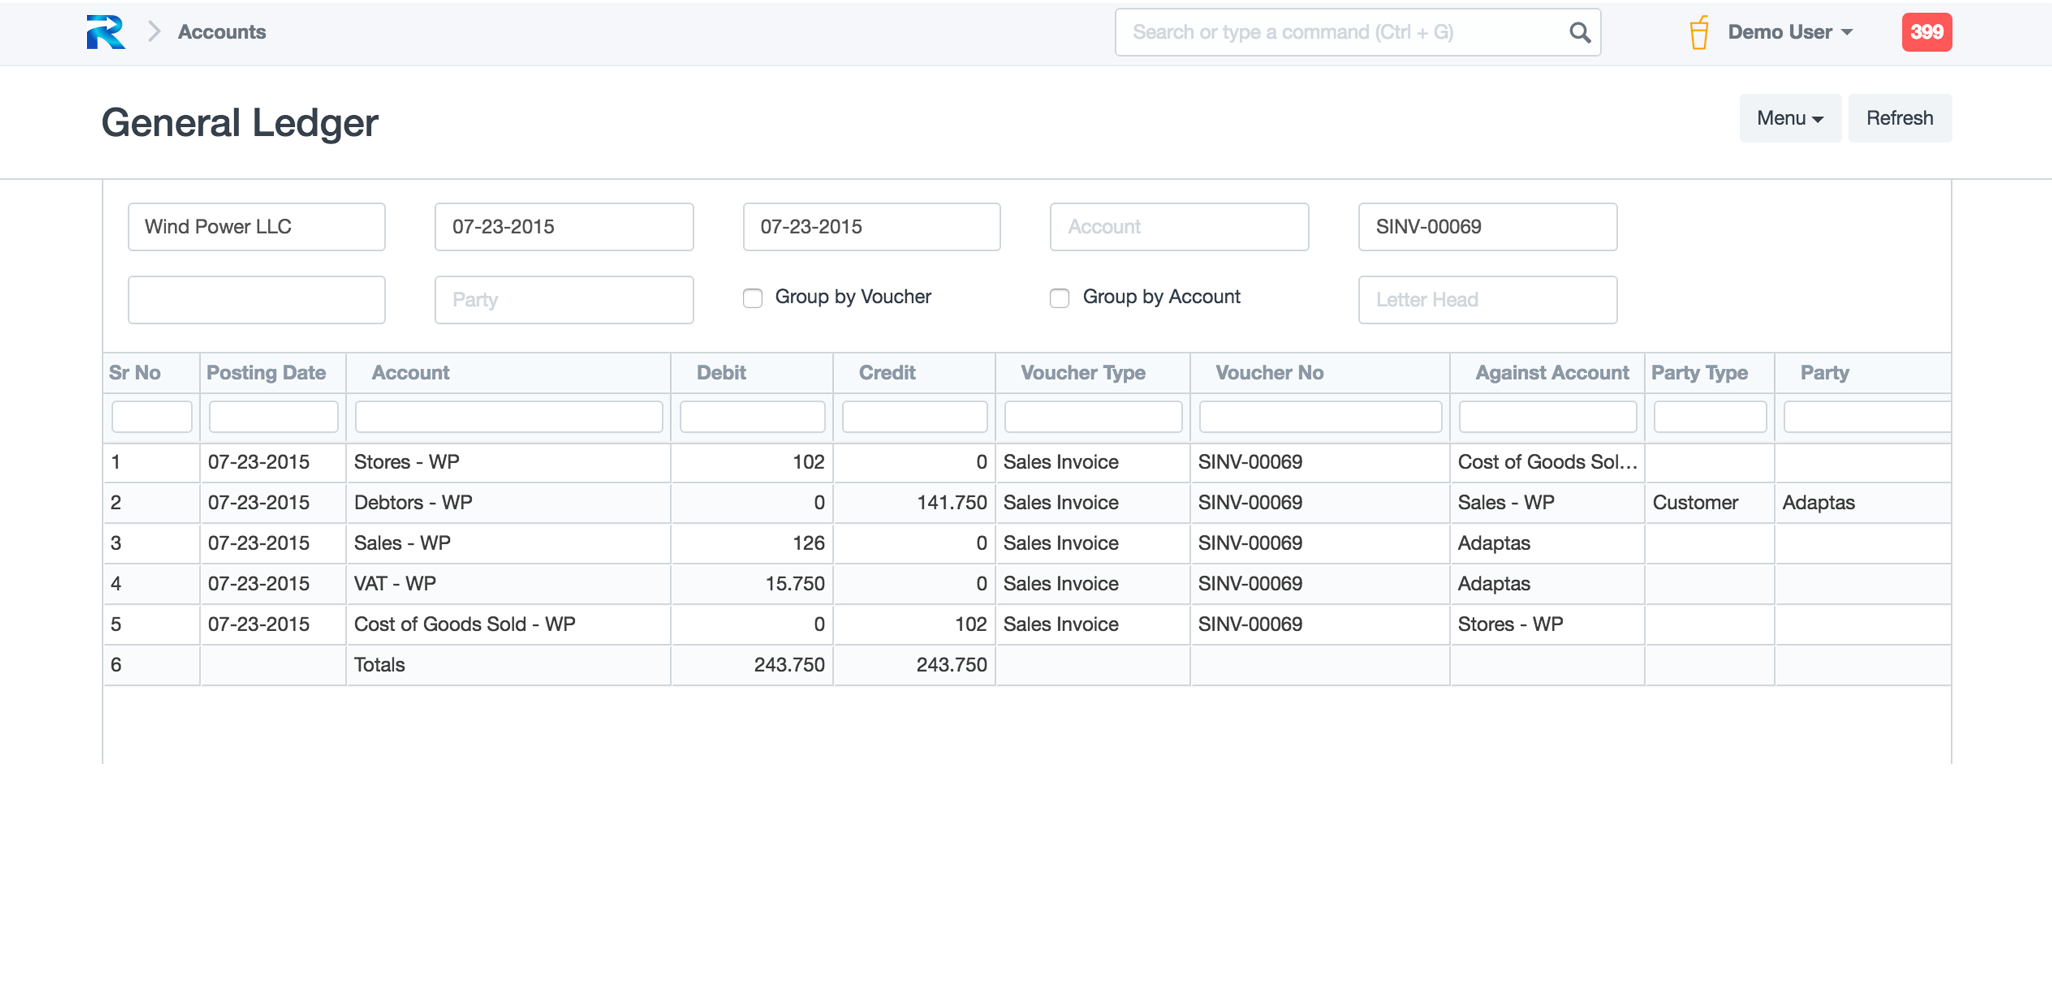 Accounts
Search or type a command (Ctrl + G)
Demo User
399
General Ledger
Menu
Refresh
Wind Power LLC 07-23-2015 07-23-2015 Account SINV-00069
Party Group by Voucher Group by Account Letter Head
Sr No Posting Date Account Debit Credit Voucher Type Voucher No Against Account Party Type Party
1 07-23-2015 Stores - WP 102 0 Sales Invoice SINV-00069 Cost of Goods Sol...
2 07-23-2015 Debtors - WP 0 141.750 Sales Invoice SINV-00069 Sales - WP Customer Adaptas
3 07-23-2015 Sales - WP 126 0 Sales Invoice SINV-00069 Adaptas
4 07-23-2015 VAT - WP 15.750 0 Sales Invoice SINV-00069 Adaptas
5 07-23-2015 Cost of Goods Sold - WP 0 102 Sales Invoice SINV-00069 Stores - WP
6 Totals 243.750 243.750